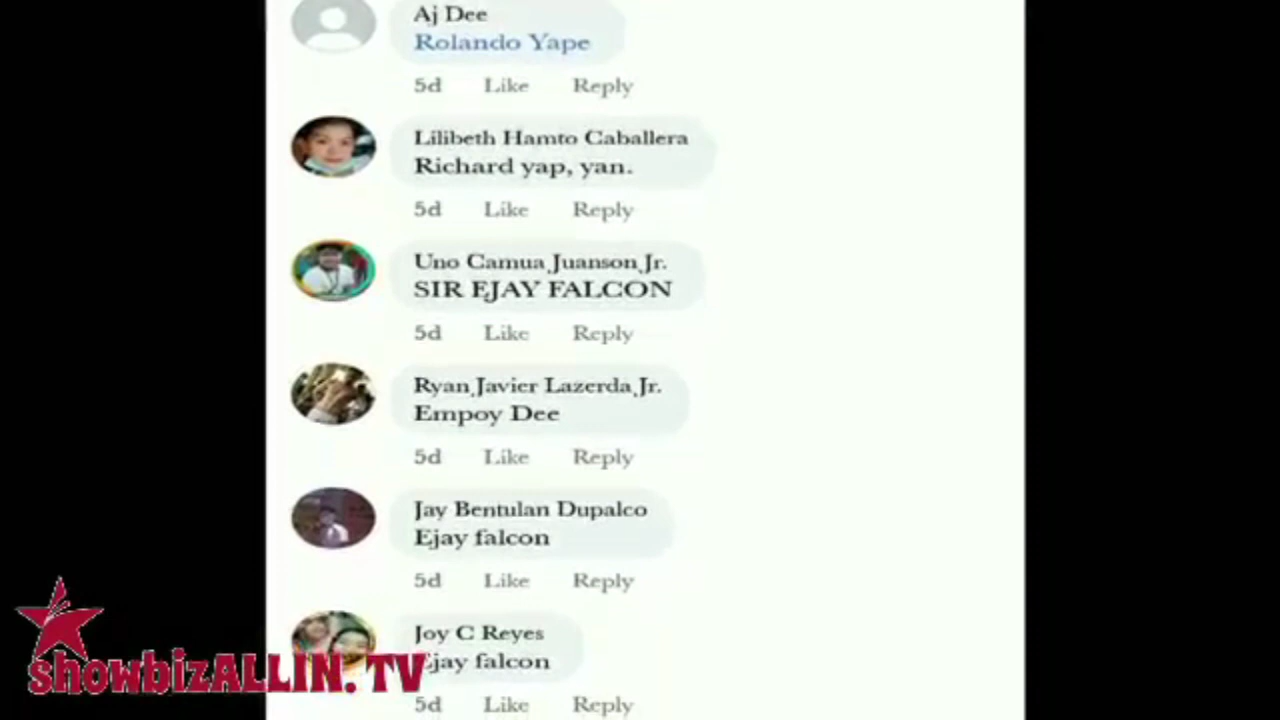 Aj Dee
Rolando Yape
5d Like Reply
Lilibeth Hamto Caballera
Richard yap, yan.
5d Like Reply
Uno Camua Juanson Jr.
SIR EJAY FALCON
5d Like Reply
Ryan Javier Lazerda Jr.
Empoy Dee
5d Like Reply
Jay Bentulan Dupalco
Ejay falcon
5d Like Reply
Joy C Reyes
Ejay falcon
5d Like Reply
showbizALLIN.TV